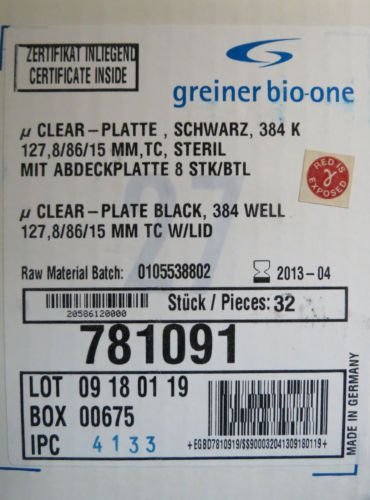 ZERTIFIKAT INLIEGEND
CERTIFICATE INSIDE
greiner bio-one
µ CLEAR-PLATTE , SCHWARZ, 384 K
127,8/86/15 MM,TC, STERIL
MIT ABDECKPLATTE 8 STK/BTL
RED IS
γ
EXPOSED
27
µ CLEAR-PLATE BLACK, 384 WELL
127,8/86/15 MM TC W/LID
Raw Material Batch: 0105538802
2013-04
20586120000
Stück / Pieces: 32
781091
LOT 09 18 01 19
BOX 00675
IPC 4133
+EG8D7810919/$$9000320413091801​19
MADE IN GERMANY